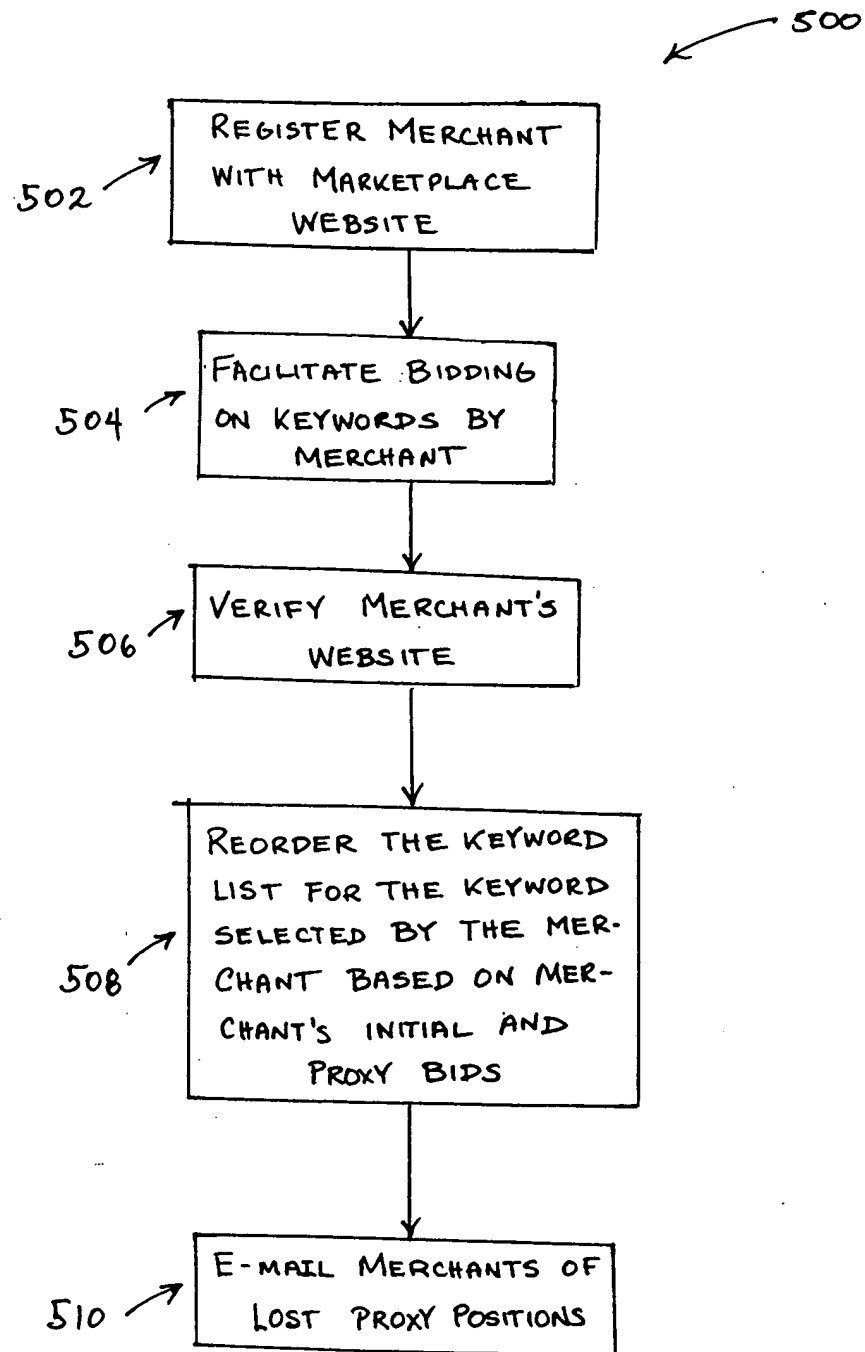 500
REGISTER MERCHANT
WITH MARKETPLACE
WEBSITE
502
FACILITATE BIDDING
ON KEYWORDS BY
MERCHANT
504
VERIFY MERCHANT'S
WEBSITE
506
REORDER THE KEYWORD
LIST FOR THE KEYWORD
SELECTED BY THE MER-
CHANT BASED ON MER-
CHANT'S INITIAL AND
PROXY BIDS
508
E-MAIL MERCHANTS OF
LOST PROXY POSITIONS
510